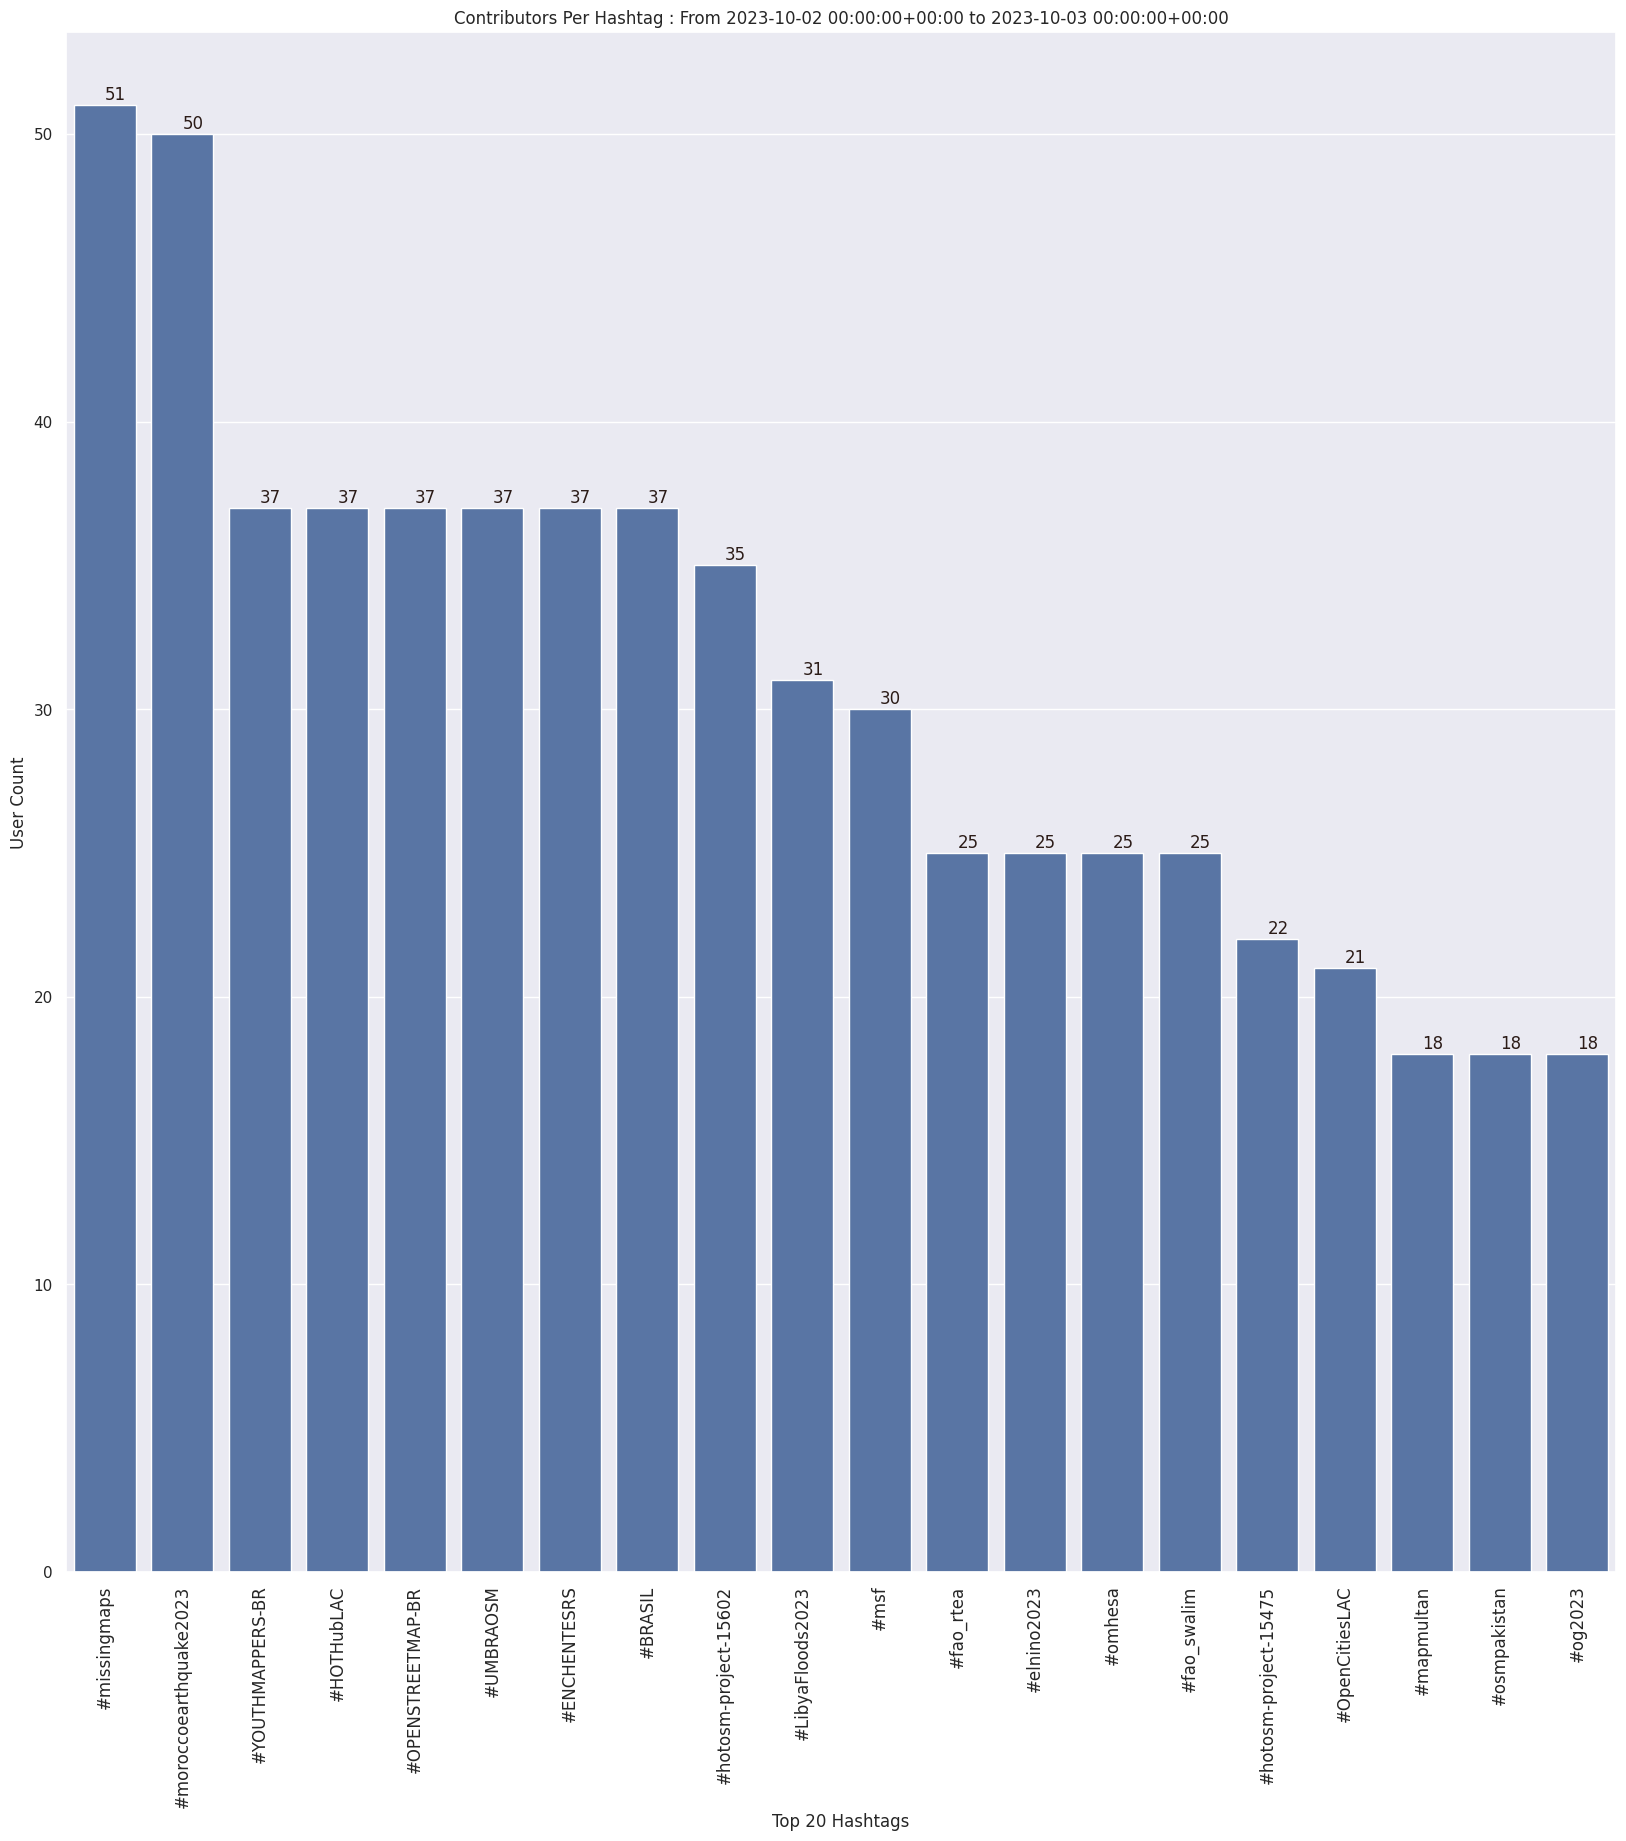 Contributors Per Hashtag : From 2023-10-02 00:00:00+00:00 to 2023-10-03 00:00:00+00:00
51
50
37
37
37
37
37
37
35
31
30
25
25
25
25
22
21
18
18
18
50
40
30
20
10
0
User Count
#missingmaps
#moroccoearthquake2023
#YOUTHMAPPERS-BR
#HOTHubLAC
#OPENSTREETMAP-BR
#UMBRAOSM
#ENCHENTESRS
#BRASIL
#hotosm-project-15602
#LibyaFloods2023
#msf
#fao_rtea
#elnino2023
#omhesa
#fao_swalim
#hotosm-project-15475
#OpenCitiesLAC
#mapmultan
#osmpakistan
#og2023
Top 20 Hashtags